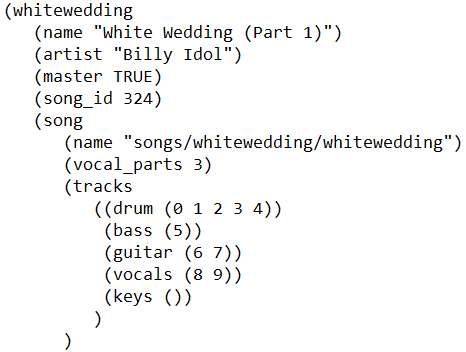 (whitewedding
(name "White Wedding (Part 1)")
(artist "Billy Idol")
(master TRUE)
(song_id 324)
(song
(name "songs/whitewedding/whitewedding")
(vocal_parts 3)
(tracks
((drum (0 1 2 3 4))
(bass (5))
(guitar (6 7))
(vocals (8 9))
(keys ())
)
)